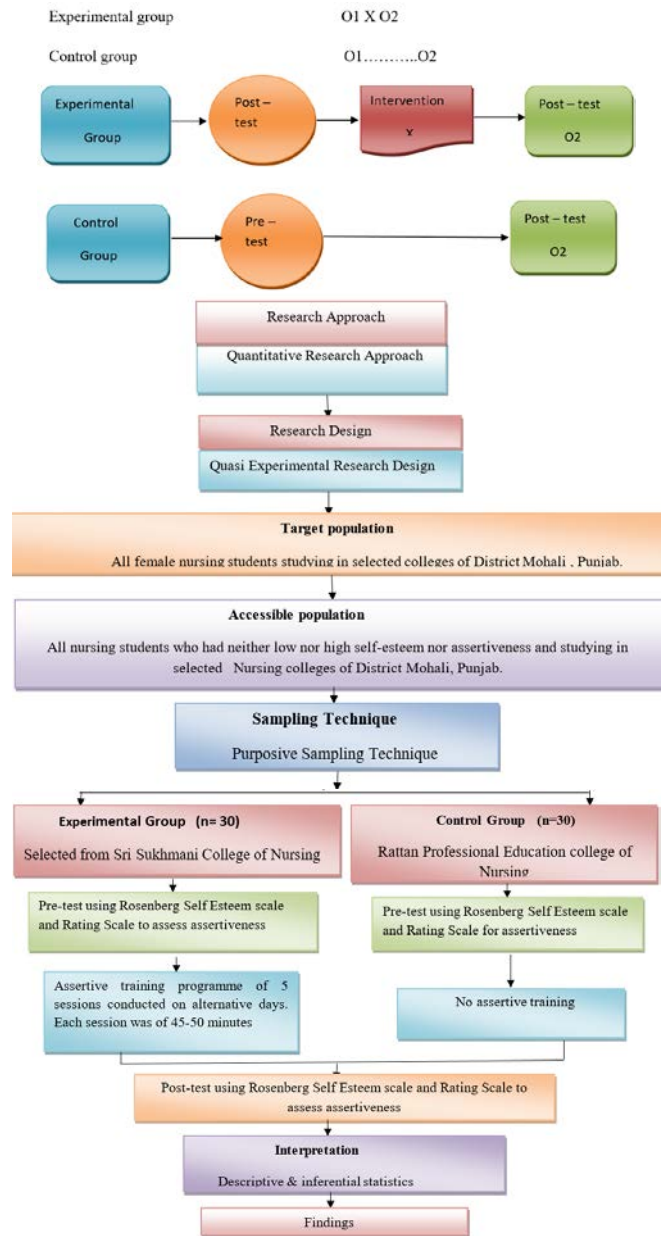 Experimental group O1 X O2
Control group O1………..O2
Experimental
Group
Post –
test
Intervention
X
Post – test
O2
Control
Group
Pre –
test
Post – test
O2
Research Approach
Quantitative Research Approach
Research Design
Quasi Experimental Research Design
Target population
All female nursing students studying in selected colleges of District Mohali , Punjab.
Accessible population
All nursing students who had neither low nor high self-esteem nor assertiveness and studying in
selected Nursing colleges of District Mohali, Punjab.
Sampling Technique
Purposive Sampling Technique
Experimental Group (n= 30)
Selected from Sri Sukhmani College of Nursing
Control Group (n=30)
Rattan Professional Education college of
Nursing
Pre-test using Rosenberg Self Esteem scale
and Rating Scale to assess assertiveness
Pre-test using Rosenberg Self Esteem scale
and Rating Scale for assertiveness
Assertive training programme of 5
sessions conducted on alternative days.
Each session was of 45-50 minutes
No assertive training
Post-test using Rosenberg Self Esteem scale and Rating Scale to
assess assertiveness
Interpretation
Descriptive & inferential statistics
Findings